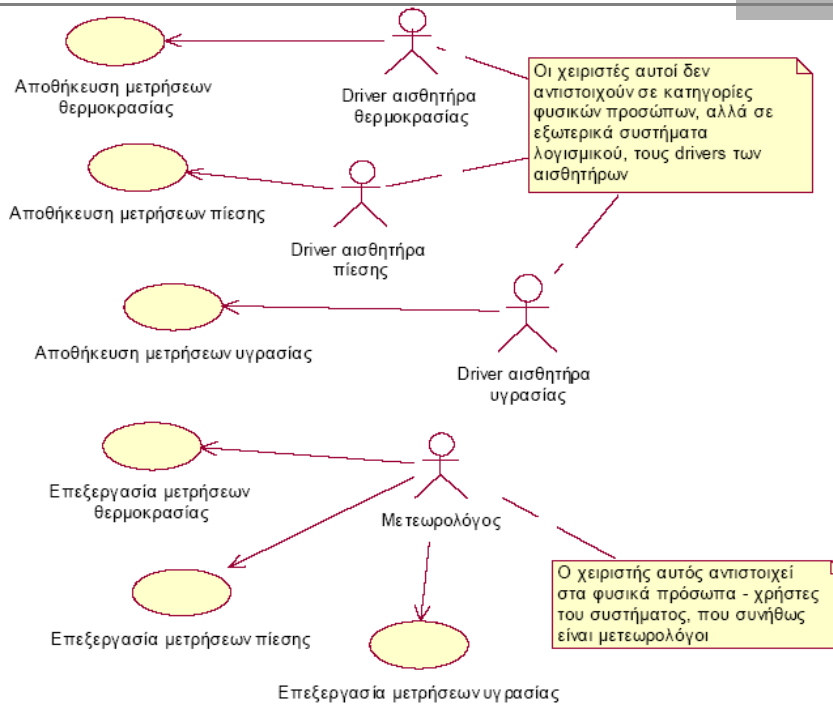 Αποθήκευση μετρήσεων
θερμοκρασίας
Driver αισθητήρα
θερμοκρασίας
Οι χειριστές αυτοί δεν
αντιστοιχούν σε κατηγορίες
φυσικών προσώπων, αλλά σε
εξωτερικά συστήματα
λογισμικού, τους drivers των
αισθητήρων
Αποθήκευση μετρήσεων πίεσης
Driver αισθητήρα
πίεσης
Αποθήκευση μετρήσεων υγρασίας
Driver αισθητήρα
υγρασίας
Επεξεργασία μετρήσεων
θερμοκρασίας
Μετεωρολόγος
Ο χειριστής αυτός αντιστοιχεί
στα φυσικά πρόσωπα - χρήστες
του συστήματος, που συνήθως
είναι μετεωρολόγοι
Επεξεργασία μετρήσεων πίεσης
Επεξεργασία μετρήσεων υγρασίας